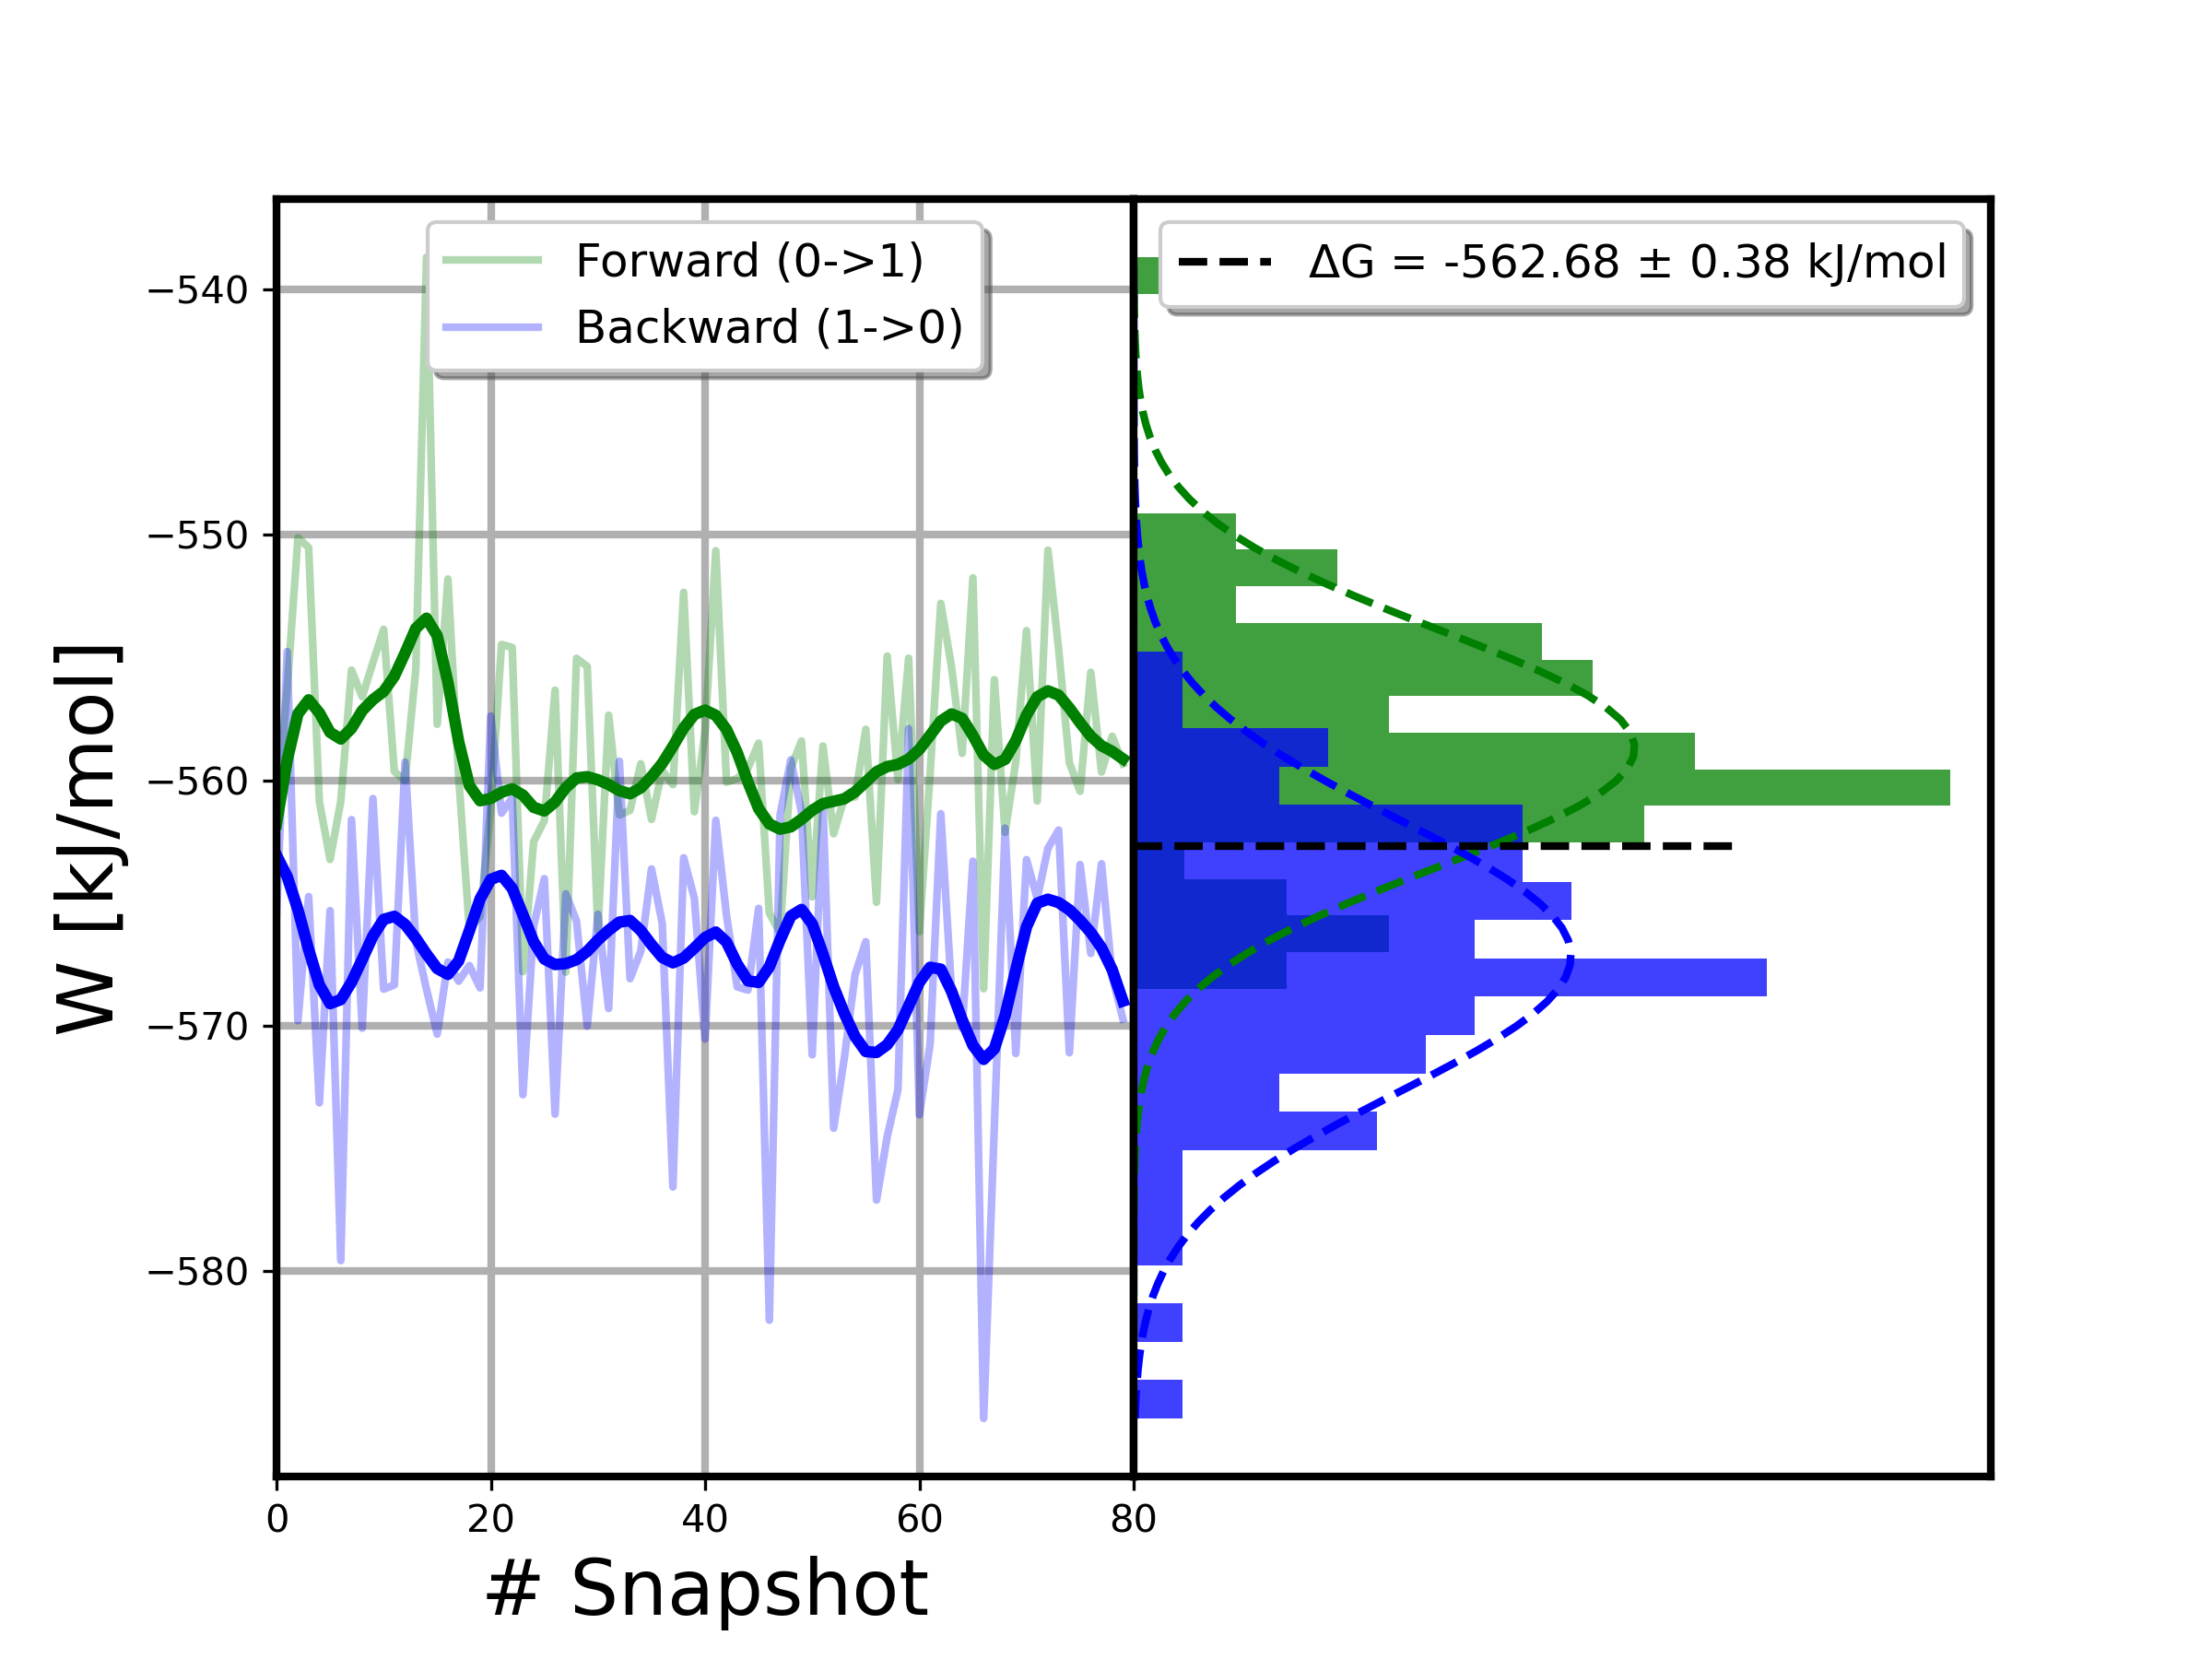 Forward (0->1)
Backward (1->0)
ΔG = -562.68 ± 0.38 kJ/mol
−540
−550
−560
−570
−580
W [kJ/mol]
0 20 40 60 80
# Snapshot